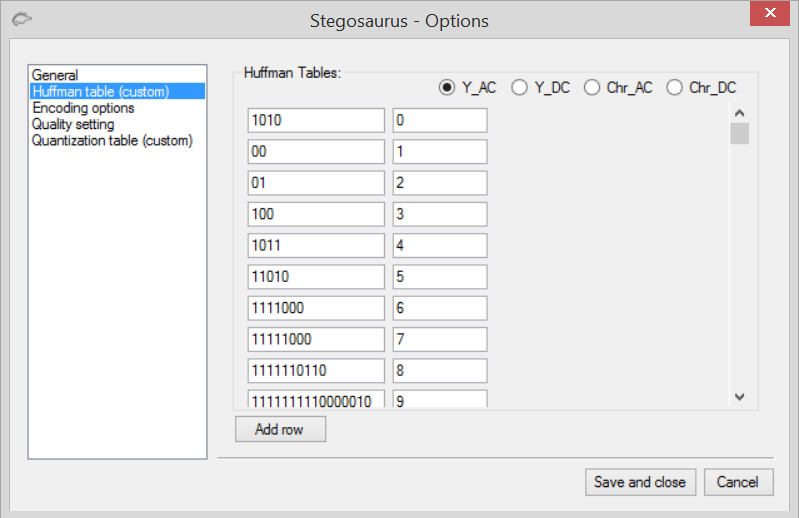 Stegosaurus - Options
General
Huffman table (custom)
Encoding options
Quality setting
Quantization table (custom)
Huffman Tables:
Y_AC Y_DC Chr_AC Chr_DC
1010 0
00 1
01 2
100 3
1011 4
11010 5
1111000 6
11111000 7
1111110110 8
1111111110000010 9
Add row
Save and close Cancel